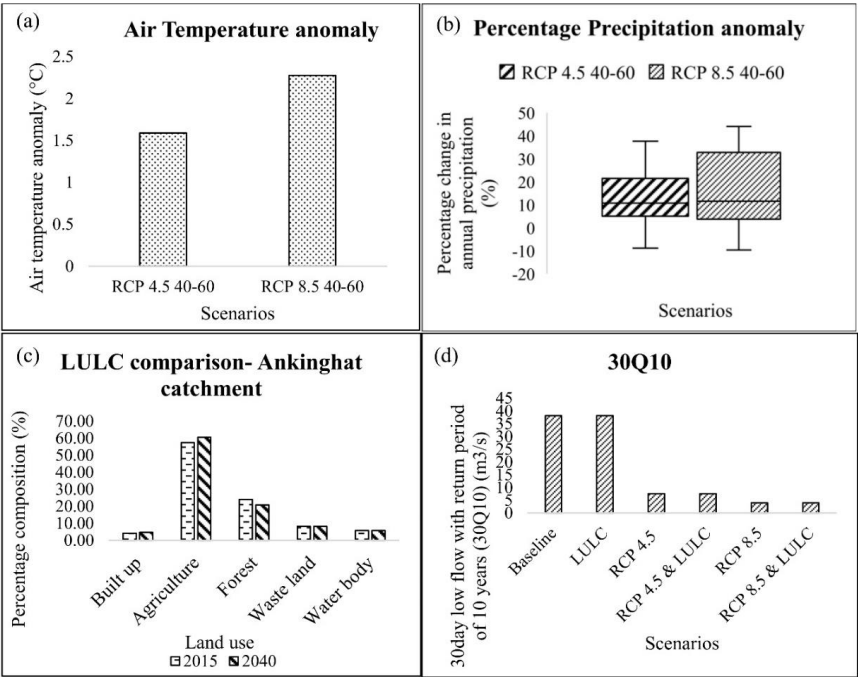 (a)
Air Temperature anomaly
Air temperature anomaly (°C)
2.5
2
1.5
1
0.5
0
RCP 4.5 40-60 RCP 8.5 40-60
Scenarios
(b)
Percentage Precipitation anomaly
RCP 4.5 40-60 RCP 8.5 40-60
Percentage change in
annual precipitation
(%)
50
40
30
20
10
0
-10
-20
Scenarios
(c)
LULC comparison- Ankinghat
catchment
Percentage composition (%)
70.00
60.00
50.00
40.00
30.00
20.00
10.00
0.00
Built up
Agriculture
Forest
Waste land
Water body
Land use
2015 2040
(d)
30Q10
30day low flow with return period
of 10 years (30Q10) (m3/s)
45
40
35
30
25
20
15
10
5
0
Baseline
LULC
RCP 4.5
RCP 4.5 & LULC
RCP 8.5
RCP 8.5 & LULC
Scenarios